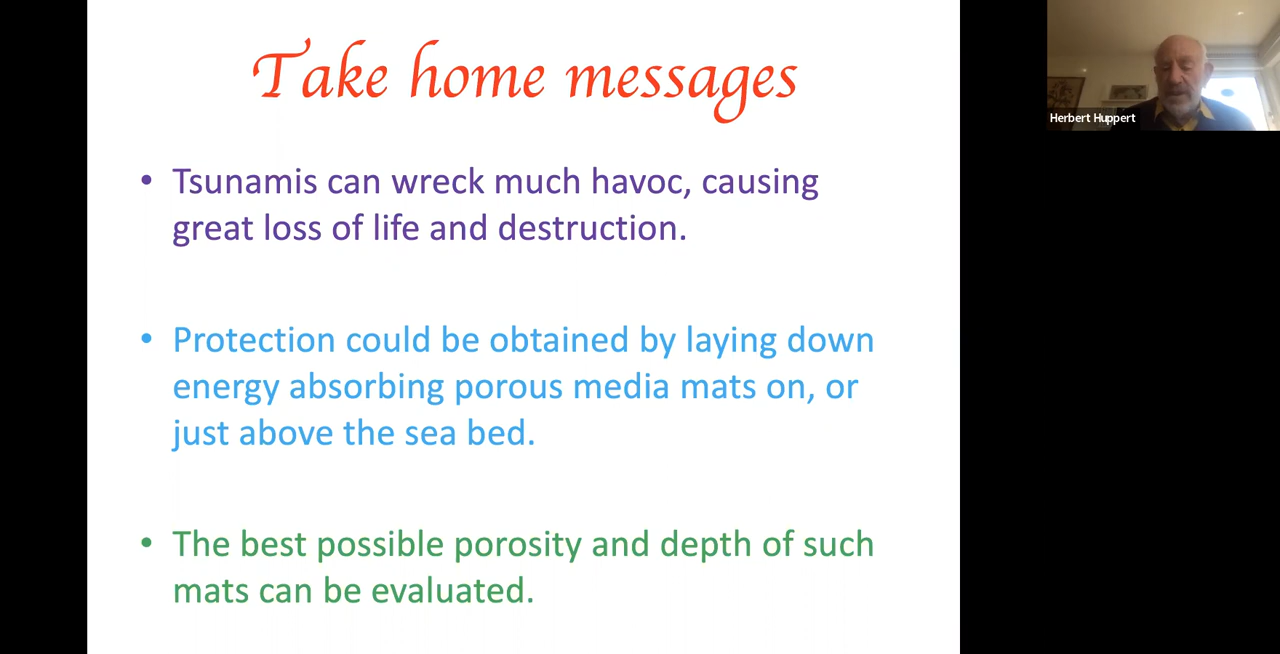 Take home messages
Herbert Huppert
• Tsunamis can wreck much havoc, causing
great loss of life and destruction.
• Protection could be obtained by laying down
energy absorbing porous media mats on, or
just above the sea bed.
• The best possible porosity and depth of such
mats can be evaluated.